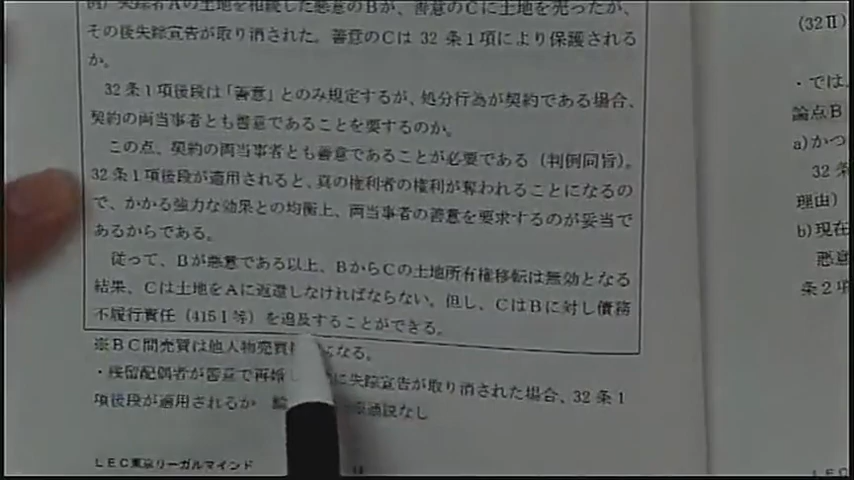 例）失踪者Aの土地を相続した悪意のBが、善意のCに土地を売ったが、
その後失踪宣告が取り消された。善意のCは 32 条1項により保護される
か。
32条1項後段は「善意」とのみ規定するが、処分行為が契約である場合、
契約の両当事者とも善意であることを要するのか。
この点、契約の両当事者とも善意であることが必要である（判例同旨）。
32条1項後段が適用されると、真の権利者の権利が奪われることになるの
で、かかる強力な効果との均衡上、両当事者の善意を要求するのが妥当で
あるからである。
従って、Bが悪意である以上、BからCの土地所有権移転は無効となる
結果、Cは土地をAに返還しなければならない。但し、CはBに対し債務
不履行責任（415Ⅰ等）を追及することができる。
※BC間売買は他人物売買 になる。
・残留配偶者が善意で再婚し に失踪宣告が取り消された場合、32 条1
項後段が適用されるか 通説なし
LEC東京リーガルマインド
(32Ⅱ)
・では
論点B
a)かつ
32条
理由）
b)現在
悪意
条2項
LEC